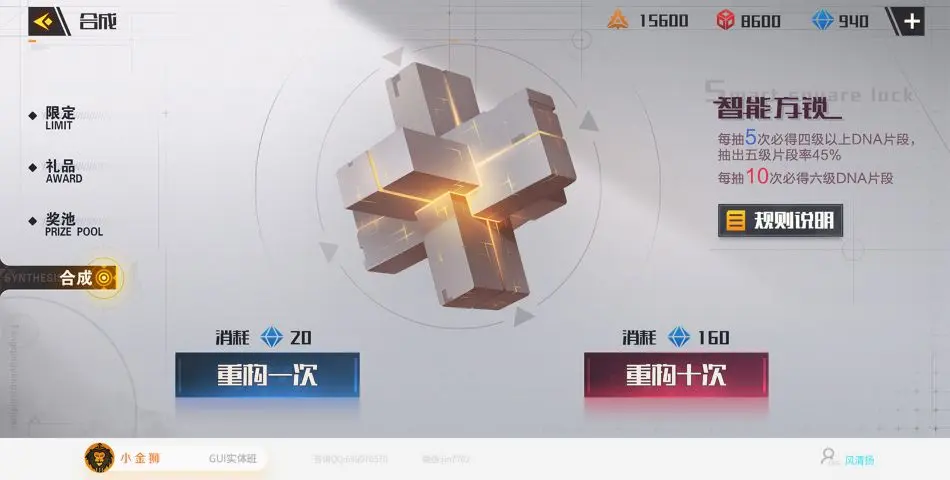 合成
15600
8600
940
限定
LIMIT
礼品
AWARD
奖池
PRIZE POOL
SYNTHESIS
合成
Smart square lock
智能方锁
每抽5次必得四级以上DNA片段，
抽出五级片段率45%
每抽10次必得六级DNA片段
规则说明
消耗 20
重构一次
消耗 160
重构十次
小金狮
GUI实体班
风清扬